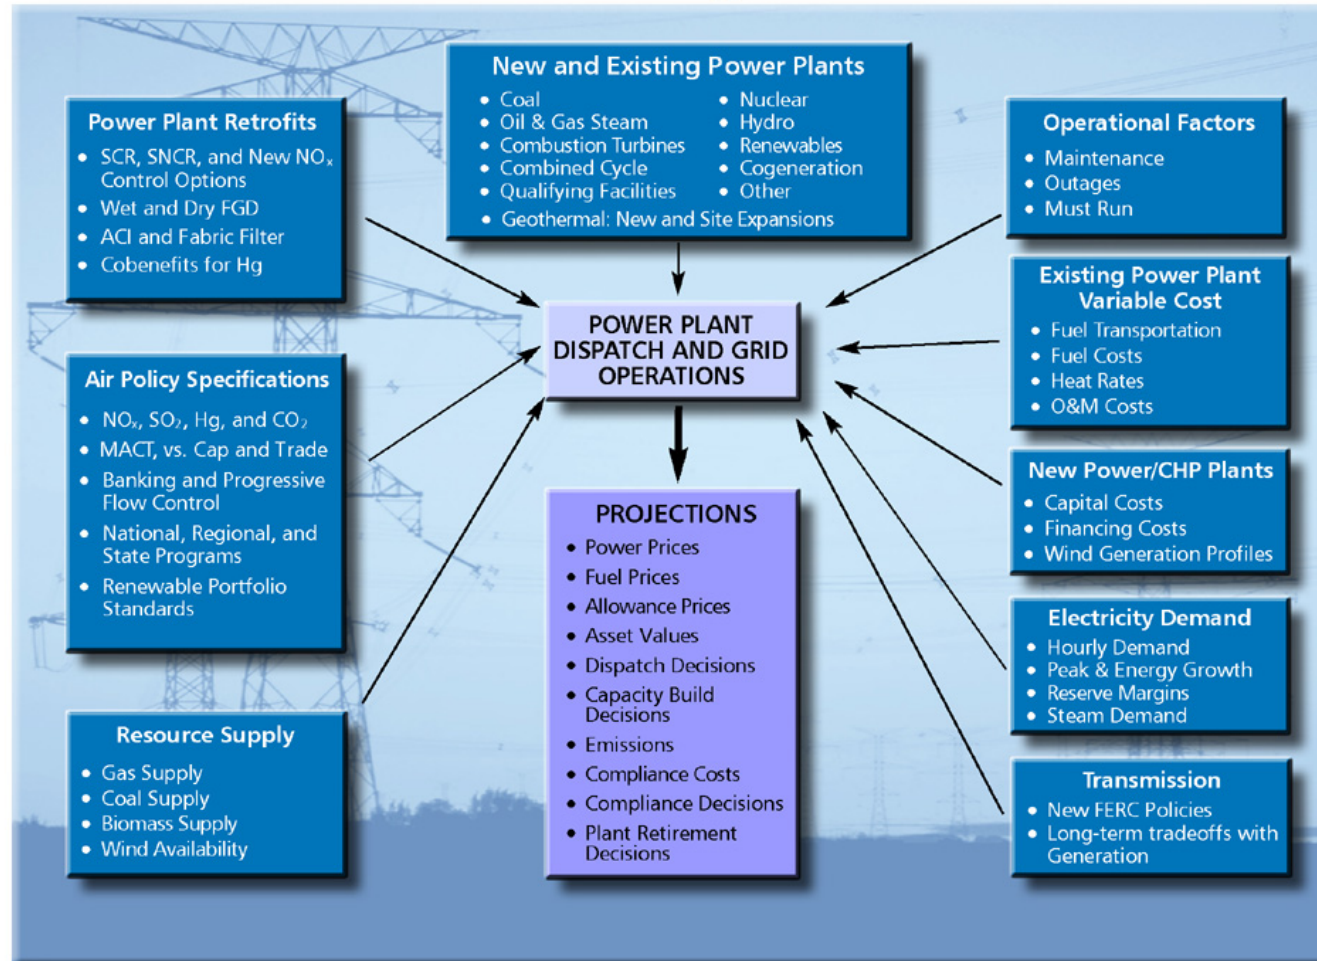 New and Existing Power Plants
• Coal
• Oil & Gas Steam
• Combustion Turbines
• Combined Cycle
• Qualifying Facilities
• Nuclear
• Hydro
• Renewables
• Cogeneration
• Other
• Geothermal: New and Site Expansions
Power Plant Retrofits
• SCR, SNCR, and New NOₓ
Control Options
• Wet and Dry FGD
• ACI and Fabric Filter
• Cobenefits for Hg
Air Policy Specifications
• NOₓ, SO₂, Hg, and CO₂
• MACT, vs. Cap and Trade
• Banking and Progressive
Flow Control
• National, Regional, and
State Programs
• Renewable Portfolio
Standards
Resource Supply
• Gas Supply
• Coal Supply
• Biomass Supply
• Wind Availability
POWER PLANT
DISPATCH AND GRID
OPERATIONS
PROJECTIONS
• Power Prices
• Fuel Prices
• Allowance Prices
• Asset Values
• Dispatch Decisions
• Capacity Build
Decisions
• Emissions
• Compliance Costs
• Compliance Decisions
• Plant Retirement
Decisions
Operational Factors
• Maintenance
• Outages
• Must Run
Existing Power Plant
Variable Cost
• Fuel Transportation
• Fuel Costs
• Heat Rates
• O&M Costs
New Power/CHP Plants
• Capital Costs
• Financing Costs
• Wind Generation Profiles
Electricity Demand
• Hourly Demand
• Peak & Energy Growth
• Reserve Margins
• Steam Demand
Transmission
• New FERC Policies
• Long-term tradeoffs with
Generation